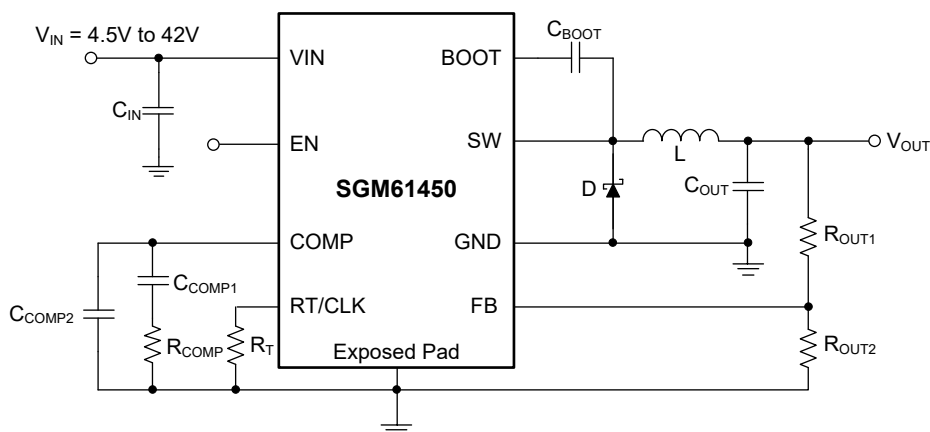 V_IN = 4.5V to 42V
C_IN
VIN
EN
SGM61450
COMP
RT/CLK
Exposed Pad
BOOT
SW
GND
FB
C_BOOT
L
V_OUT
D
C_OUT
R_OUT1
R_OUT2
C_COMP1
C_COMP2
R_COMP
R_T